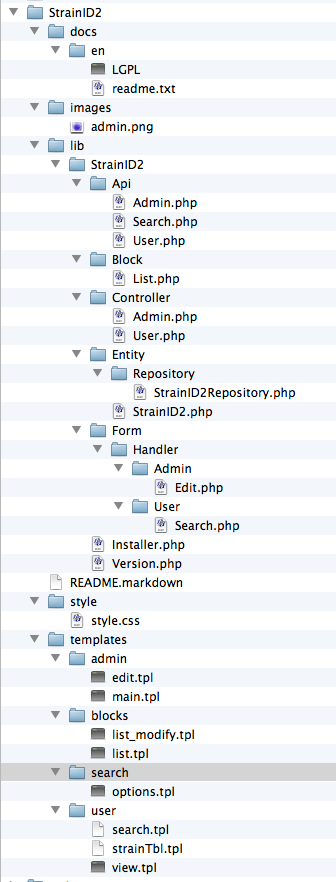 StrainID2
docs
en
LGPL
readme.txt
images
admin.png
lib
StrainID2
Api
Admin.php
Search.php
User.php
Block
List.php
Controller
Admin.php
User.php
Entity
Repository
StrainID2Repository.php
StrainID2.php
Form
Handler
Admin
Edit.php
User
Search.php
Installer.php
Version.php
README.markdown
style
style.css
templates
admin
edit.tpl
main.tpl
blocks
list_modify.tpl
list.tpl
search
options.tpl
user
search.tpl
strainTbl.tpl
view.tpl